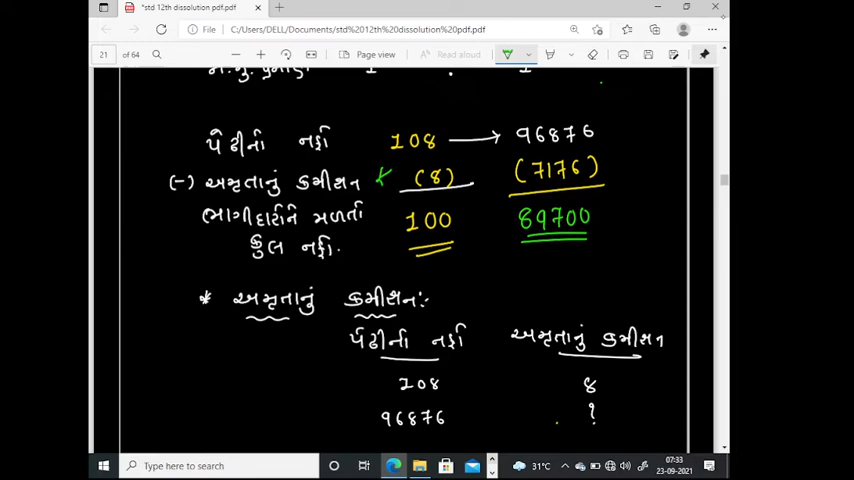 *std 12th dissolution pdf.pdf
File C:/Users/DELL/Documents/std%2012th%20dissolution%20pdf.pdf
21 of 64 Page view Read aloud
પેઢીનો નફો 108 96876
(-) અમૃતાનું કમીશન (8) (7176)
ભાગીદારોને મળતો 100 89700
કુલ નફો.
* અમૃતાનું કમીશન:-
પેઢીનો નફો અમૃતાનું કમીશન
108 8
96876 ?
Type here to search 31°C 07:33
23-09-2021